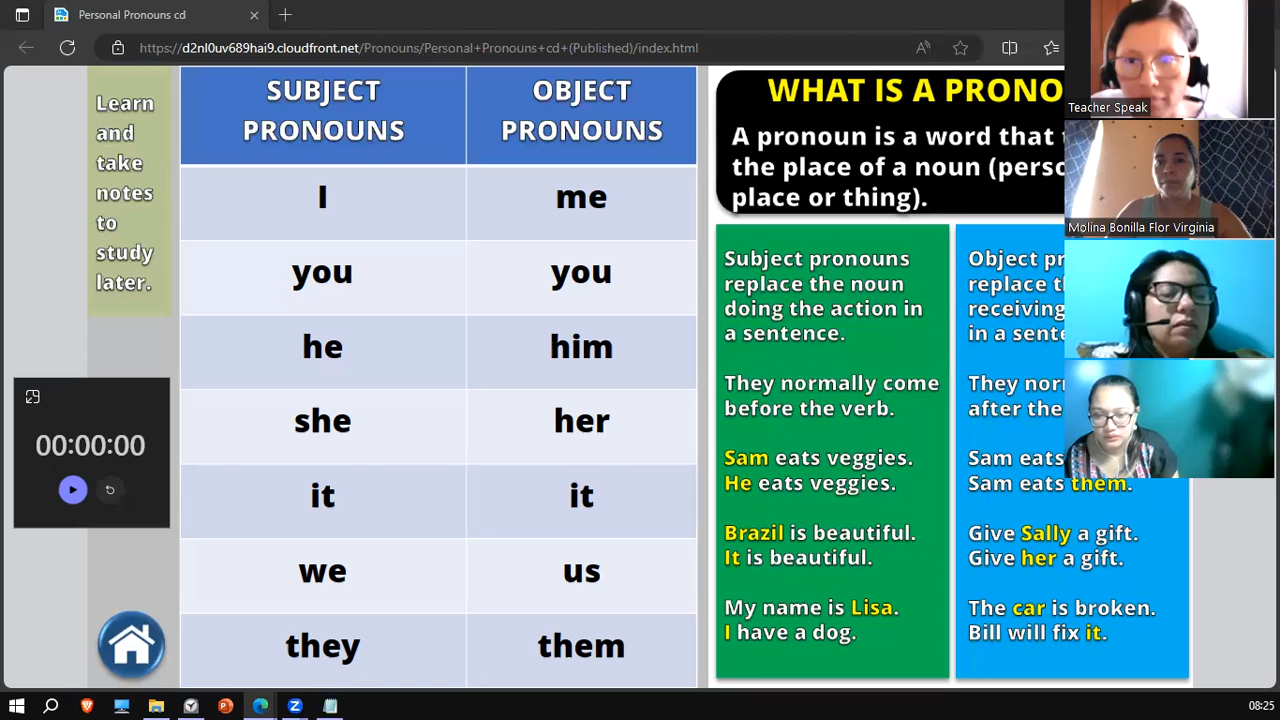 Personal Pronouns cd
https://d2nl0uv689hai9.cloudfront.net/Pronouns/Personal+Pronouns+cd+(Published)/index.html
Learn
and
take
notes
to
study
later.
00:00:00
SUBJECT
PRONOUNS
OBJECT
PRONOUNS
I
me
you
you
he
him
she
her
it
it
we
us
they
them
WHAT IS A PRONO
A pronoun is a word that
the place of a noun (perso
place or thing).
Subject pronouns
replace the noun
doing the action in
a sentence.
They normally come
before the verb.
Sam eats veggies.
He eats veggies.
Brazil is beautiful.
It is beautiful.
My name is Lisa.
I have a dog.
Object pr
replace th
receiving
in a sente
They nor
after the
Sam eats
Sam eats them.
Give Sally a gift.
Give her a gift.
The car is broken.
Bill will fix it.
Teacher Speak
Molina Bonilla Flor Virginia
08:25